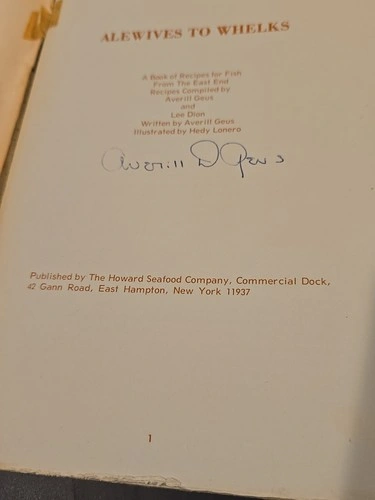 ALEWIVES TO WHELKS
A Book of Recipes for Fish
From The East End
Recipes Compiled by
Averill Geus
and
Lee Dion
Written by Averill Geus
Illustrated by Hedy Lonero
Averill D Geus
Published by The Howard Seafood Company, Commercial Dock,
42 Gann Road, East Hampton, New York 11937
1